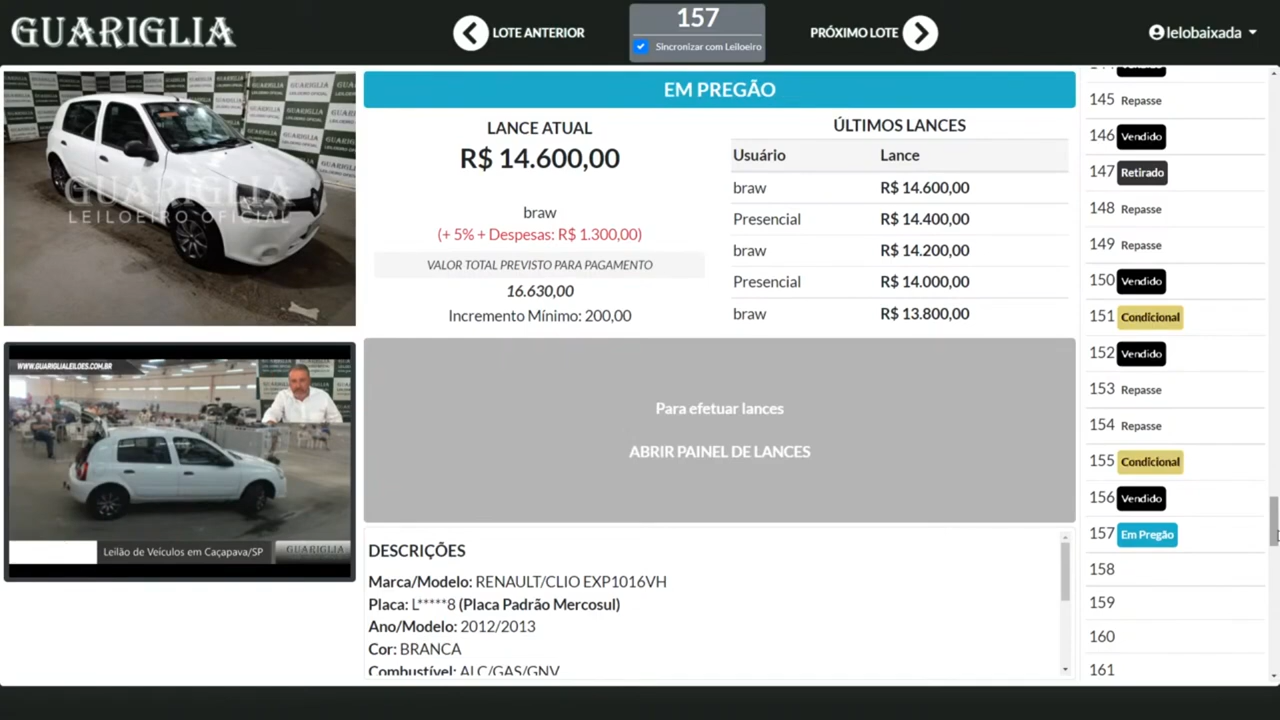 GUARIGLIA
LOTE ANTERIOR
157
Sincronizar com Leiloeiro
PRÓXIMO LOTE
lelobaixada
GUARIGLIA
LEILOEIRO OFICIAL
WWW.GUARIGLIALEILOES.COM.BR
Leilão de Veículos em Caçapava/SP
GUARIGLIA
EM PREGÃO
LANCE ATUAL
R$ 14.600,00
braw
(+ 5% + Despesas: R$ 1.300,00)
VALOR TOTAL PREVISTO PARA PAGAMENTO
16.630,00
Incremento Mínimo: 200,00
ÚLTIMOS LANCES
Usuário Lance
braw R$ 14.600,00
Presencial R$ 14.400,00
braw R$ 14.200,00
Presencial R$ 14.000,00
braw R$ 13.800,00
Para efetuar lances
ABRIR PAINEL DE LANCES
DESCRIÇÕES
Marca/Modelo: RENAULT/CLIO EXP1016VH
Placa: L*****8 (Placa Padrão Mercosul)
Ano/Modelo: 2012/2013
Cor: BRANCA
Combustível: ALC/GAS/GNV
145 Repasse
146 Vendido
147 Retirado
148 Repasse
149 Repasse
150 Vendido
151 Condicional
152 Vendido
153 Repasse
154 Repasse
155 Condicional
156 Vendido
157 Em Pregão
158
159
160
161